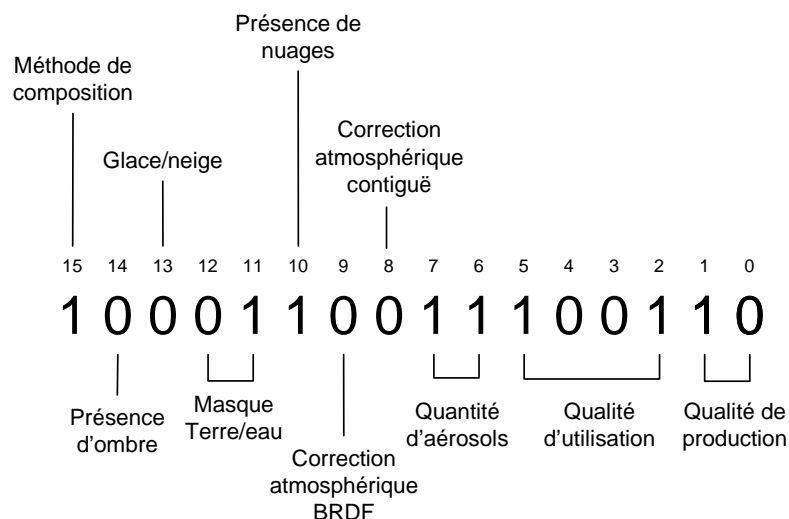 Présence de
nuages
Méthode de
composition
Correction
atmosphérique
contiguë
Glace/neige
15 14 13 12 11 10 9 8 7 6 5 4 3 2 1 0
1 0 0 0 1 1 0 0 1 1 1 0 0 1 1 0
Présence
d'ombre
Masque
Terre/eau
Correction
atmosphérique
BRDF
Quantité
d'aérosols
Qualité
d'utilisation
Qualité de
production